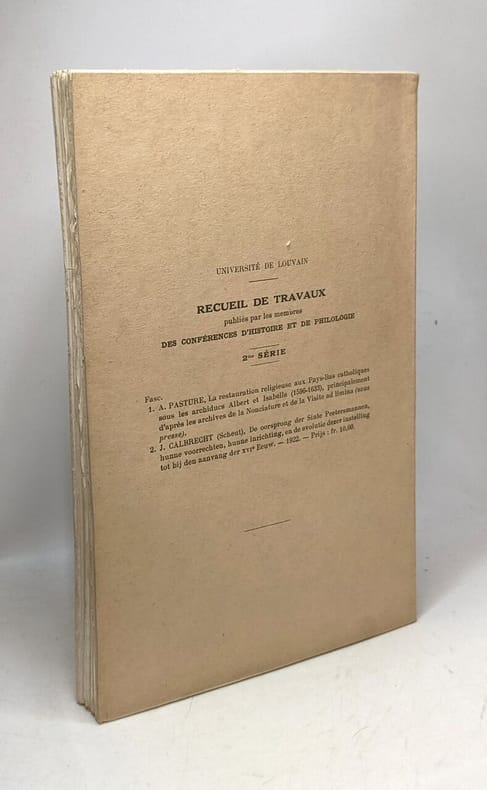 UNIVERSITÉ DE LOUVAIN
RECUEIL DE TRAVAUX
publiés par les membres
DES CONFÉRENCES D'HISTOIRE ET DE PHILOLOGIE
2me SÉRIE
Fasc.
1. A. PASTURE, La restauration religieuse aux Pays-Bas catholiques
sous les archiducs Albert et Isabelle (1596-1633), principalement
d'après les archives de la Nonciature et de la Visite ad limina (sous
presse).
2. J. CALBRECHT (Scheut). De oorsprong der Sinte Peetersmannen,
hunne voorrechten, hunne inrichting, en de evolutie dezer instelling
tot bij den aanvang der XVIe Eeuw. — 1922. — Prijs : fr. 10,00.